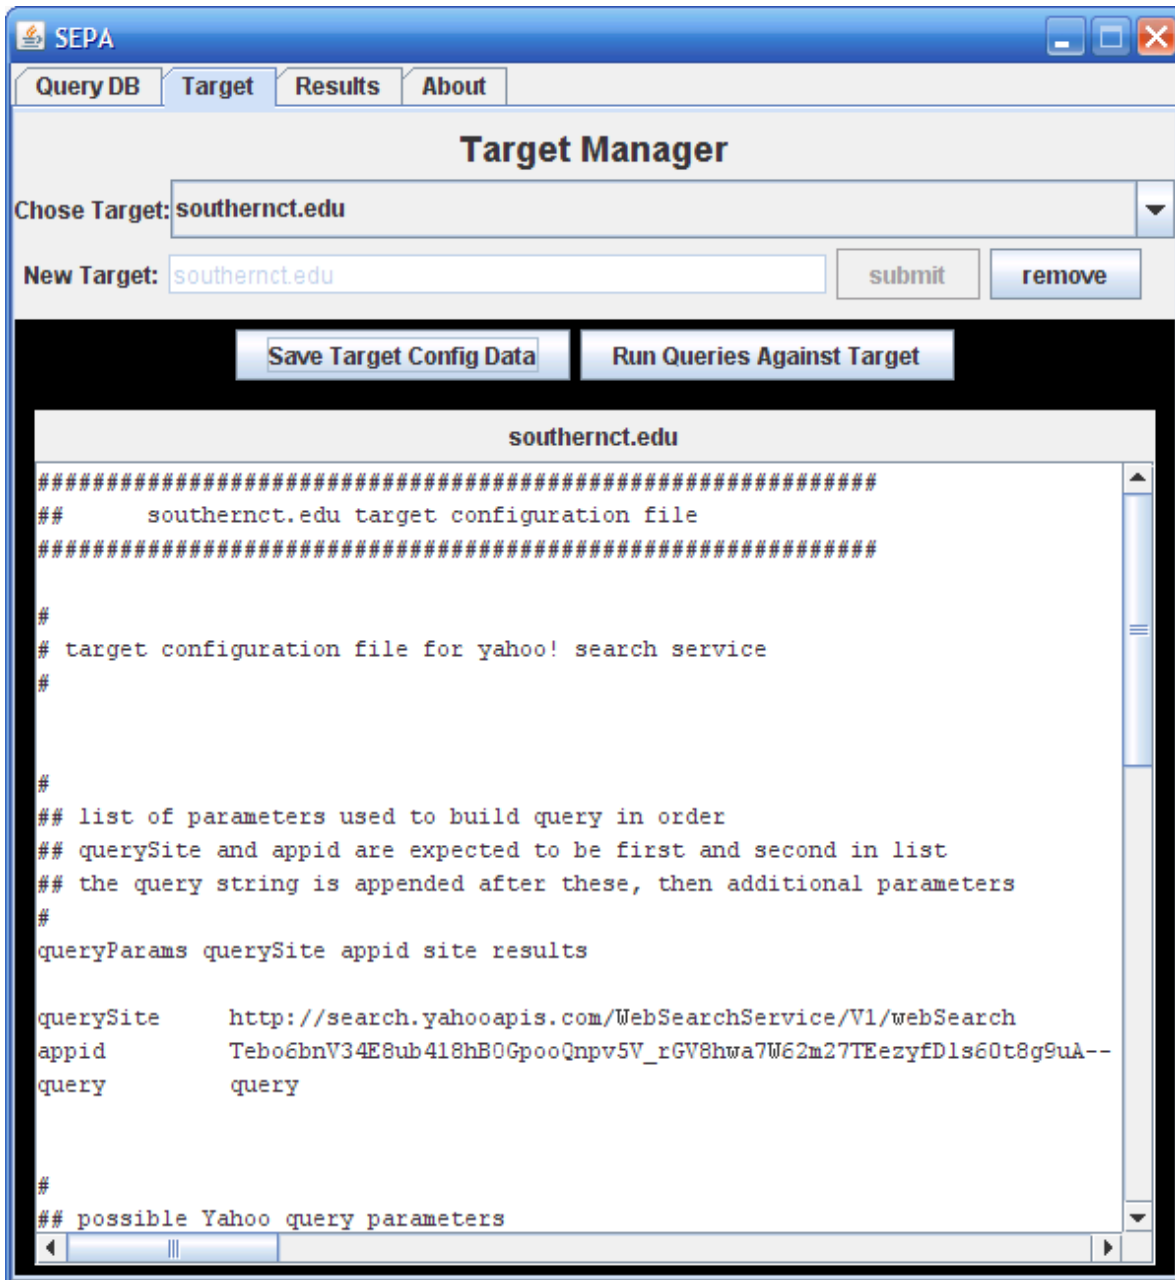 SEPA
Query DB Target Results About
Target Manager
Chose Target: southernct.edu
New Target: southernct.edu submit remove
Save Target Config Data Run Queries Against Target
southernct.edu
#############################################################
## southernct.edu target configuration file
#############################################################
#
# target configuration file for yahoo! search service
#
#
## list of parameters used to build query in order
## querySite and appid are expected to be first and second in list
## the query string is appended after these, then additional parameters
#
queryParams querySite appid site results
querySite http://search.yahooapis.com/WebSearchService/V1/webSearch
appid Tebo6bnV34E8ub418hB0GpooQnpv5V_rGV8hwa7W62m27TEezyfDls60t8g9uA--
query query
#
## possible Yahoo query parameters